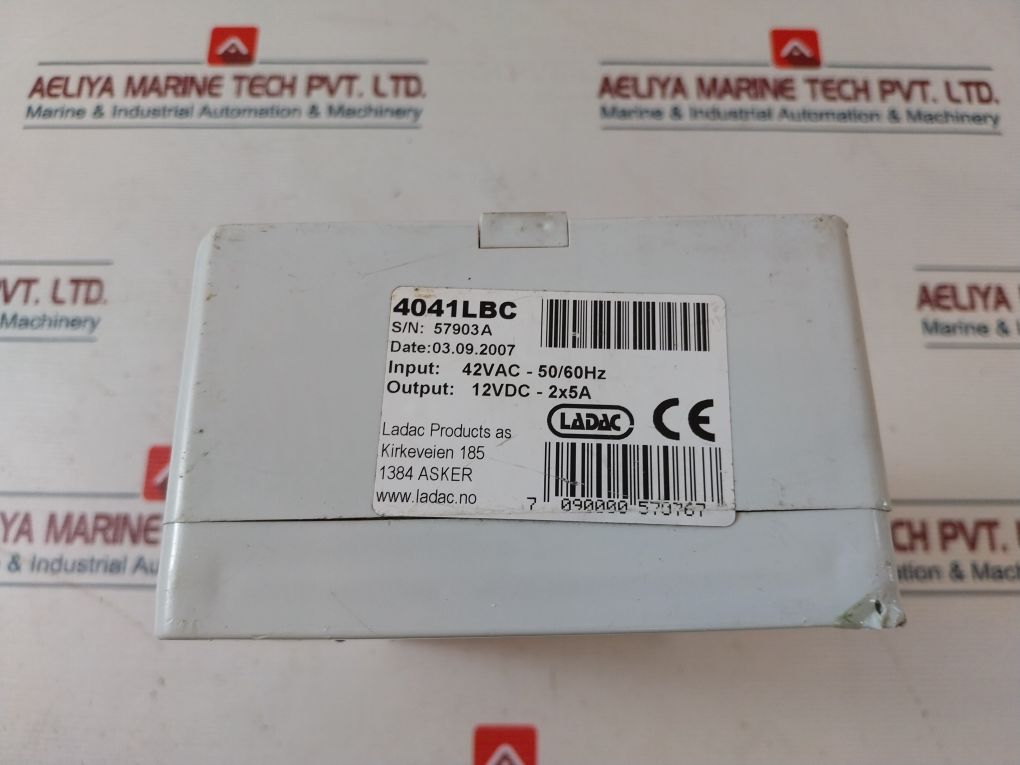 AELIYA MARINE TECH PVT. LTD.
Marine & Industrial Automation & Machinery
AELIYA MARINE TECH PVT. LTD.
Marine & Industrial Automation & Machinery
VT. LTD.
Machinery
AELIYA
Marine &
4041LBC
S/N: 57903A
Date:03.09.2007
Input: 42VAC - 50/60Hz
Output: 12VDC - 2x5A
LADAC CE
Ladac Products as
Kirkeveien 185
1384 ASKER
www.ladac.no
7 090000 573767
YA MARINE
& Industrial Au
CH PVT. LTD.
ation & Mach